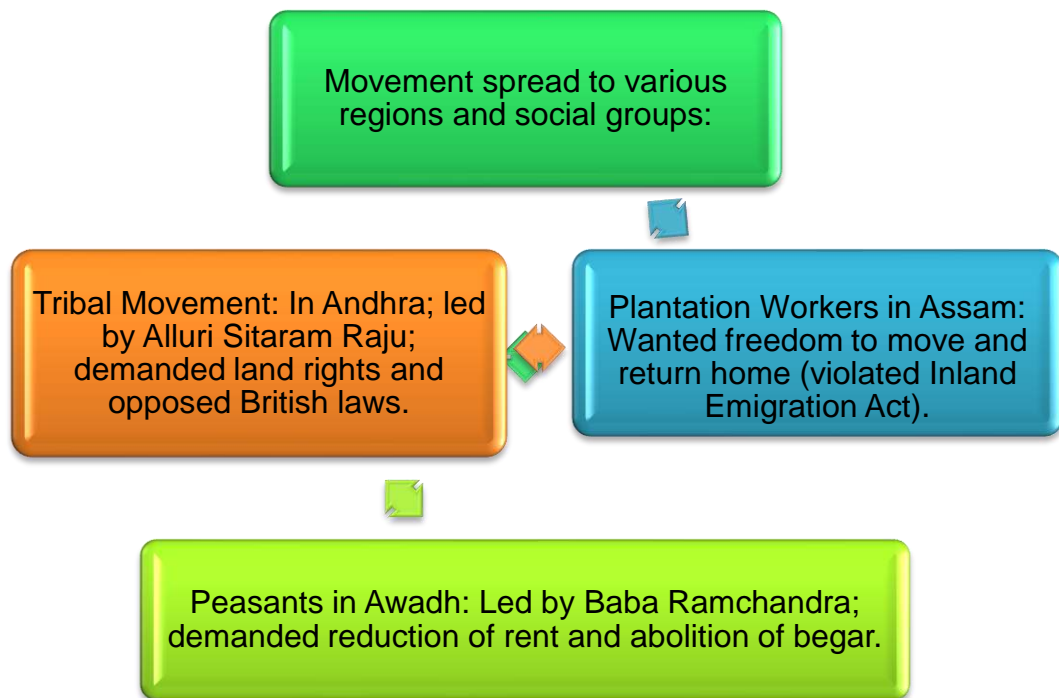 Movement spread to various
regions and social groups:
Tribal Movement: In Andhra; led
by Alluri Sitaram Raju;
demanded land rights and
opposed British laws.
Plantation Workers in Assam:
Wanted freedom to move and
return home (violated Inland
Emigration Act).
Peasants in Awadh: Led by Baba Ramchandra;
demanded reduction of rent and abolition of begar.